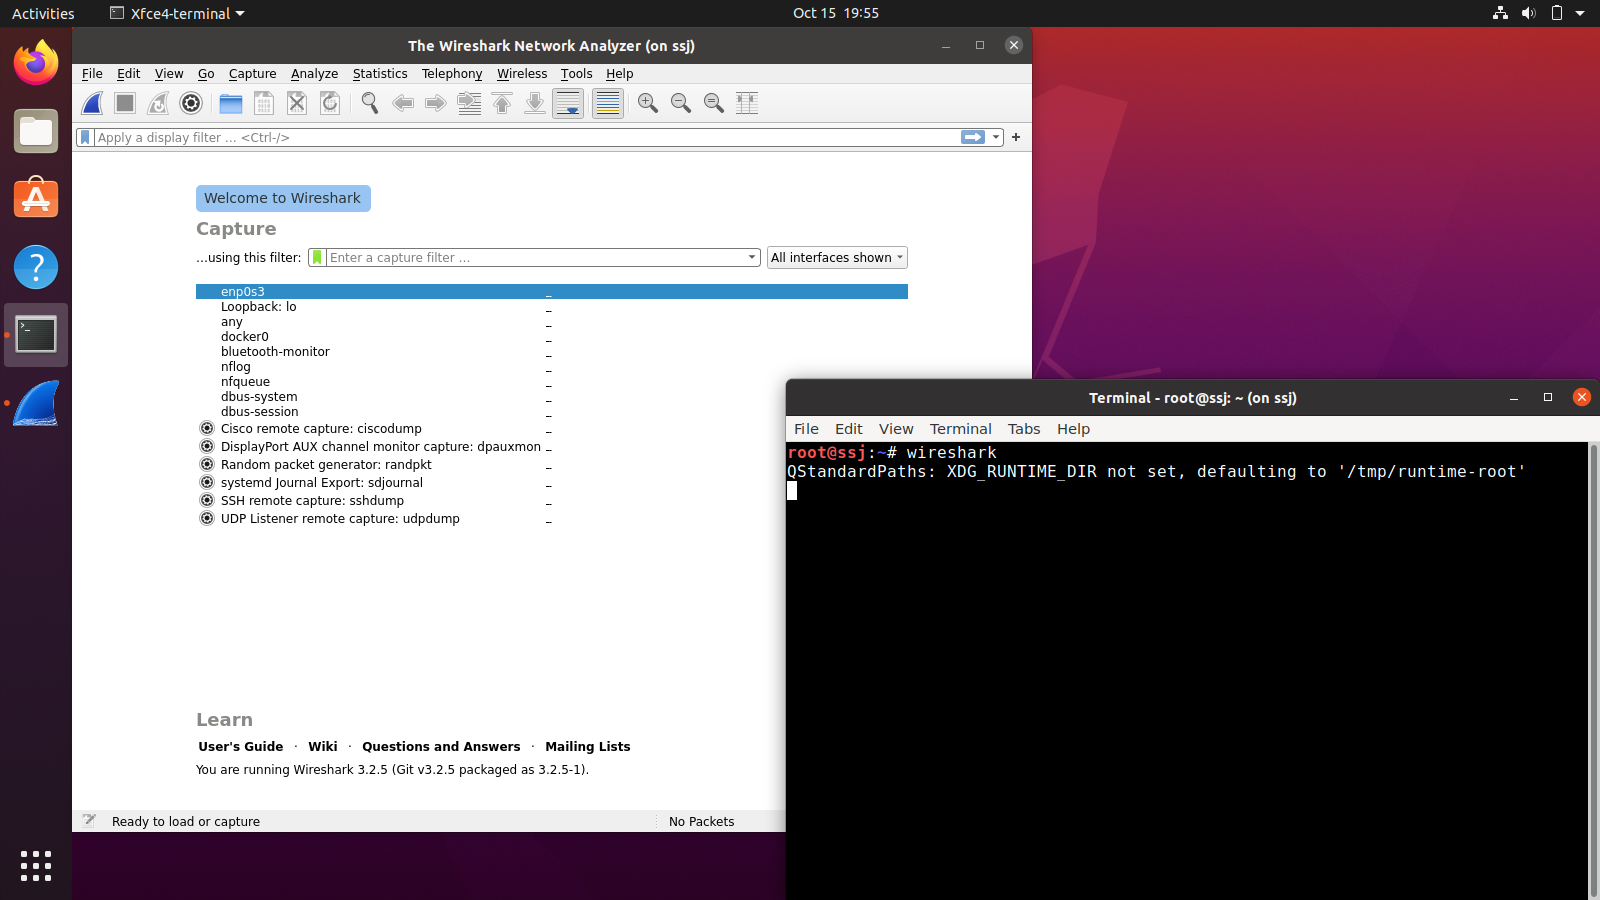 Activities
Xfce4-terminal
Oct 15 19:55
The Wireshark Network Analyzer (on ssj)
File Edit View Go Capture Analyze Statistics Telephony Wireless Tools Help
Apply a display filter ... <Ctrl-/>
+
Welcome to Wireshark
Capture
...using this filter:
Enter a capture filter ...
All interfaces shown
enp0s3
Loopback: lo
any
docker0
bluetooth-monitor
nflog
nfqueue
dbus-system
dbus-session
Cisco remote capture: ciscodump
DisplayPort AUX channel monitor capture: dpauxmon
Random packet generator: randpkt
systemd Journal Export: sdjournal
SSH remote capture: sshdump
UDP Listener remote capture: udpdump
Learn
User's Guide · Wiki · Questions and Answers · Mailing Lists
You are running Wireshark 3.2.5 (Git v3.2.5 packaged as 3.2.5-1).
Ready to load or capture
No Packets
Terminal - root@ssj: ~ (on ssj)
File Edit View Terminal Tabs Help
root@ssj:~# wireshark
QStandardPaths: XDG_RUNTIME_DIR not set, defaulting to '/tmp/runtime-root'